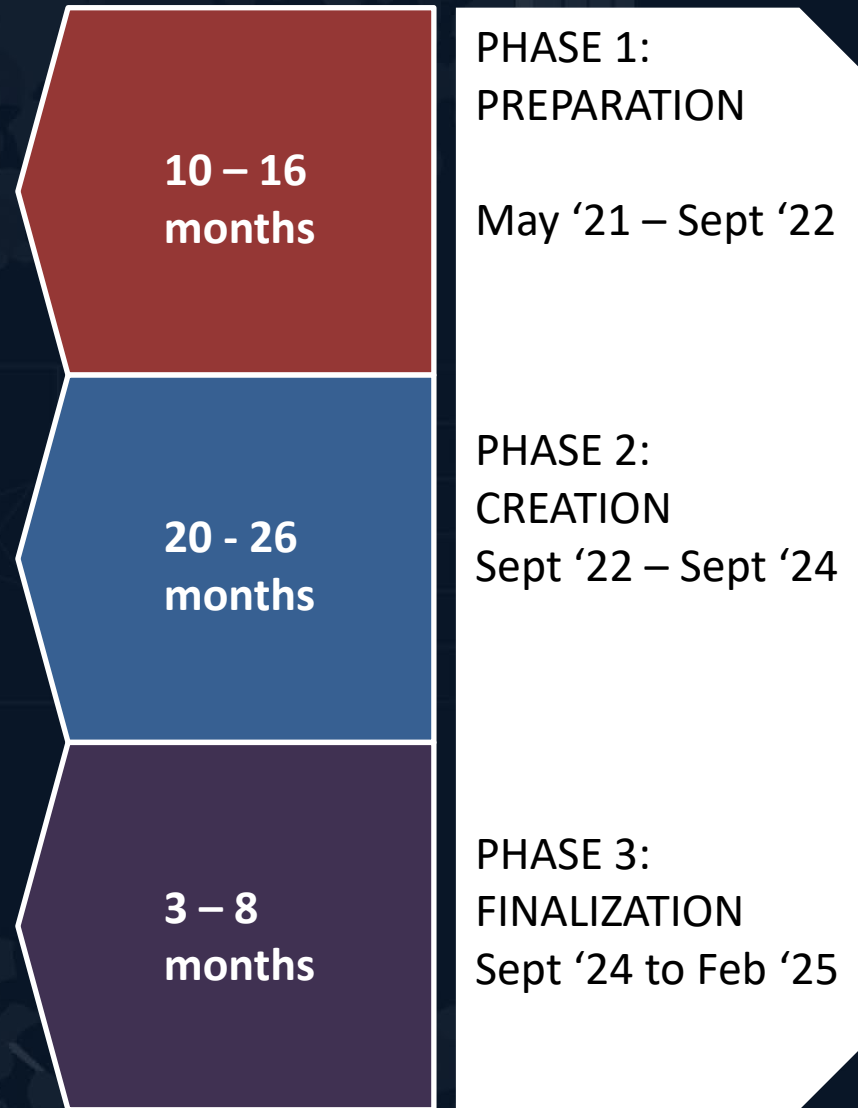 10 – 16
months
PHASE 1:
PREPARATION
May ‘21 – Sept ‘22
20 - 26
months
PHASE 2:
CREATION
Sept ‘22 – Sept ‘24
3 – 8
months
PHASE 3:
FINALIZATION
Sept ‘24 to Feb ‘25